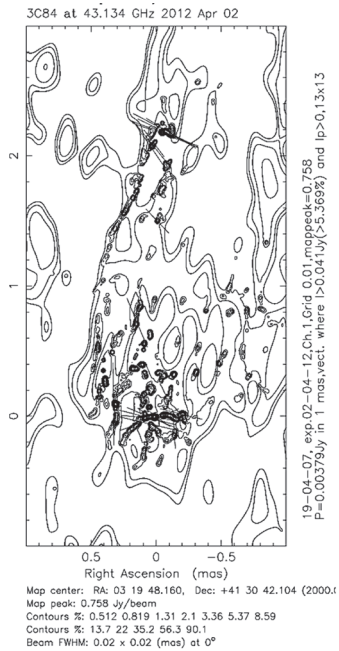 3C84 at 43.134 GHz 2012 Apr 02
2
1
0
0.5 0 −0.5
Right Ascension (mas)
19-04-07, exp.02-04-12,Ch.1,Grid 0.01,mappeak=0.758
P=0.00379Jy in 1 mas,vect. where I>0.041Jy(>5.369%) and Ip>0,13x13
Map center: RA: 03 19 48.160, Dec: +41 30 42.104 (2000.0
Map peak: 0.758 Jy/beam
Contours %: 0.512 0.819 1.31 2.1 3.36 5.37 8.59
Contours %: 13.7 22 35.2 56.3 90.1
Beam FWHM: 0.02 x 0.02 (mas) at 0°